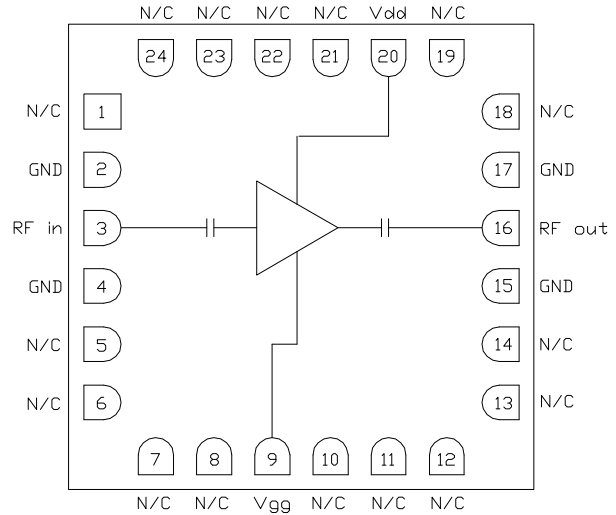 N/C N/C N/C N/C Vdd N/C
24 23 22 21 20 19
N/C 1 18 N/C
GND 2 17 GND
RF in 3 16 RF out
GND 4 15 GND
N/C 5 14 N/C
N/C 6 13 N/C
7 8 9 10 11 12
N/C N/C Vgg N/C N/C N/C